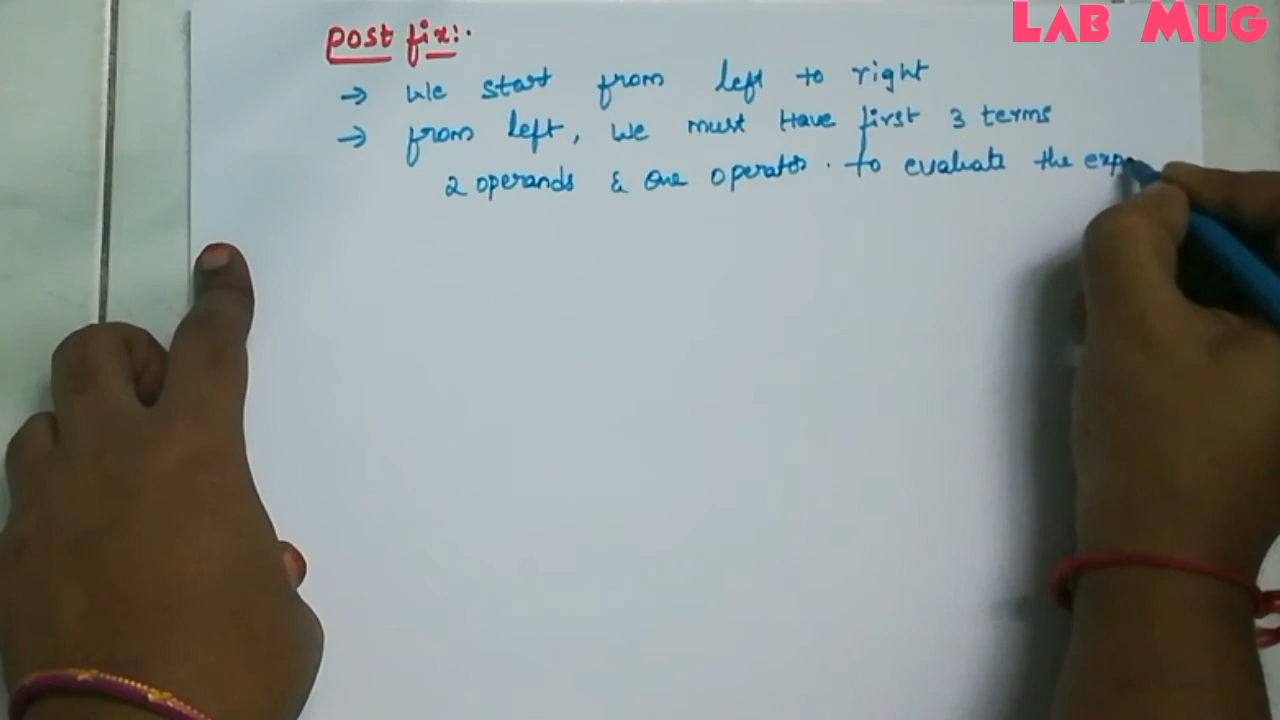 LAB MUG
Post fix:-
→ We start from left to right
→ from left, we must Have first 3 terms
2 operands & one operator. to evaluate the exp